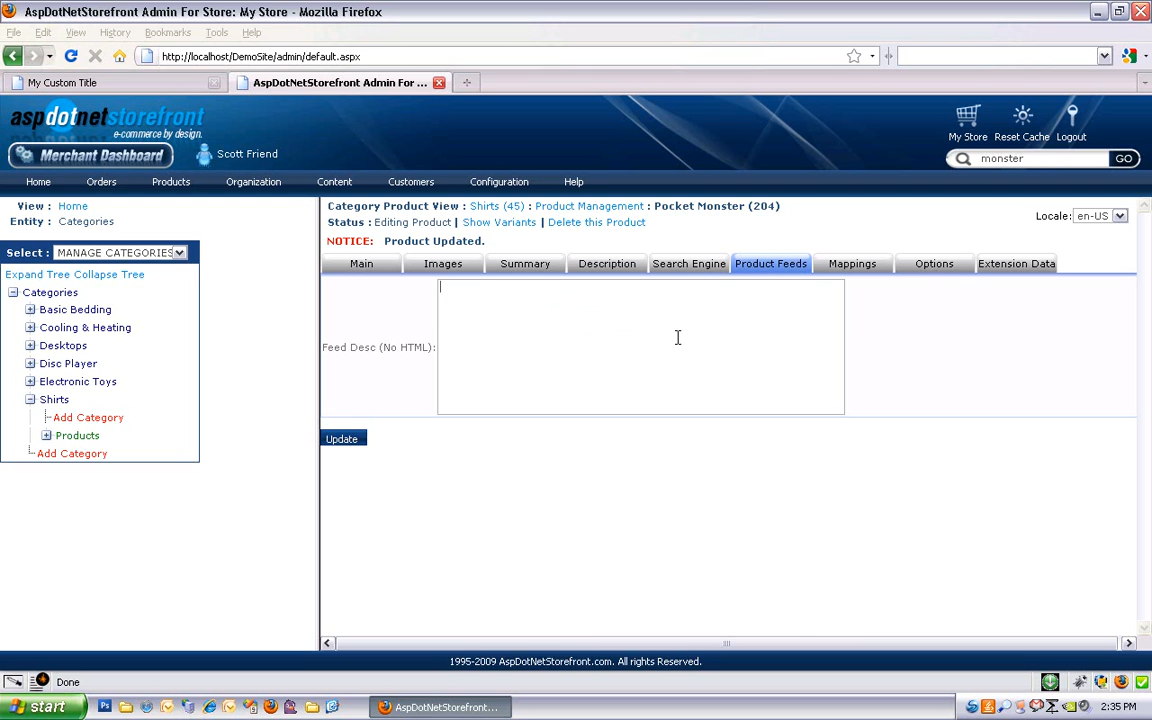 AspDotNetStorefront Admin For Store: My Store - Mozilla Firefox
File Edit View History Bookmarks Tools Help
http://localhost/DemoSite/admin/default.aspx
My Custom Title AspDotNetStorefront Admin For ...
aspdotnetstorefront
e-commerce by design.
My Store Reset Cache Logout
Merchant Dashboard Scott Friend
monster GO
Home Orders Products Organization Content Customers Configuration Help
View : Home
Entity : Categories
Select : MANAGE CATEGORIES
Expand Tree Collapse Tree
Categories
Basic Bedding
Cooling & Heating
Desktops
Disc Player
Electronic Toys
Shirts
Add Category
Products
Add Category
Category Product View : Shirts (45) : Product Management : Pocket Monster (204)
Status : Editing Product | Show Variants | Delete this Product
Locale: en-US
NOTICE: Product Updated.
Main Images Summary Description Search Engine Product Feeds Mappings Options Extension Data
Feed Desc (No HTML):
Update
1995-2009 AspDotNetStorefront.com. All rights Reserved.
Done
start AspDotNetStorefront... 2:35 PM